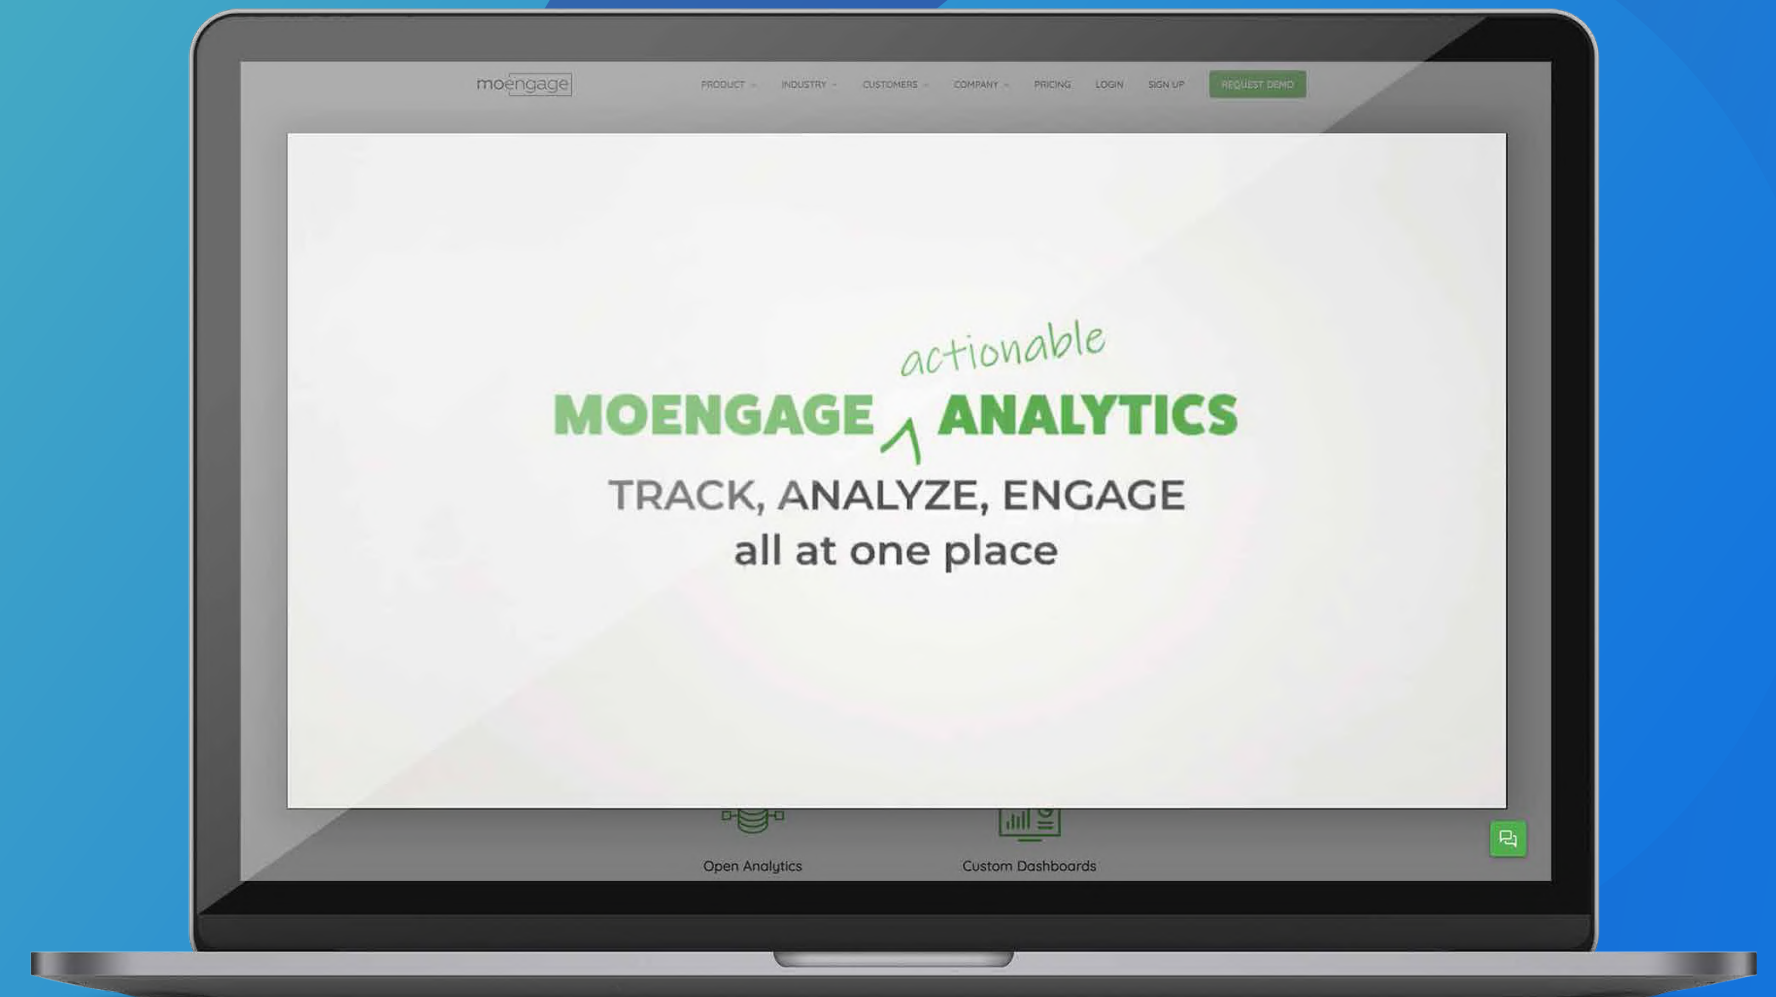 moengage
PRODUCT INDUSTRY CUSTOMERS COMPANY PRICING LOGIN SIGN UP REQUEST DEMO
actionable
MOENGAGE ANALYTICS
TRACK, ANALYZE, ENGAGE
all at one place
Open Analytics Custom Dashboards